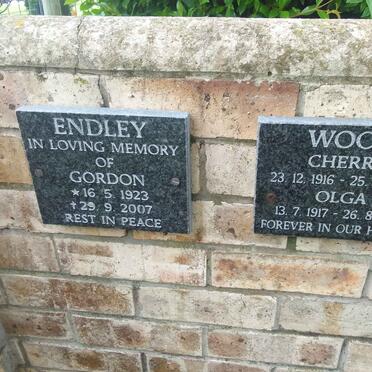 ENDLEY
IN LOVING MEMORY
OF
GORDON
*16.5.1923
†29.9.2007
REST IN PEACE
WOO
CHERR
23.12.1916 - 25.
OLGA
13.7.1917 - 26.8
FOREVER IN OUR H